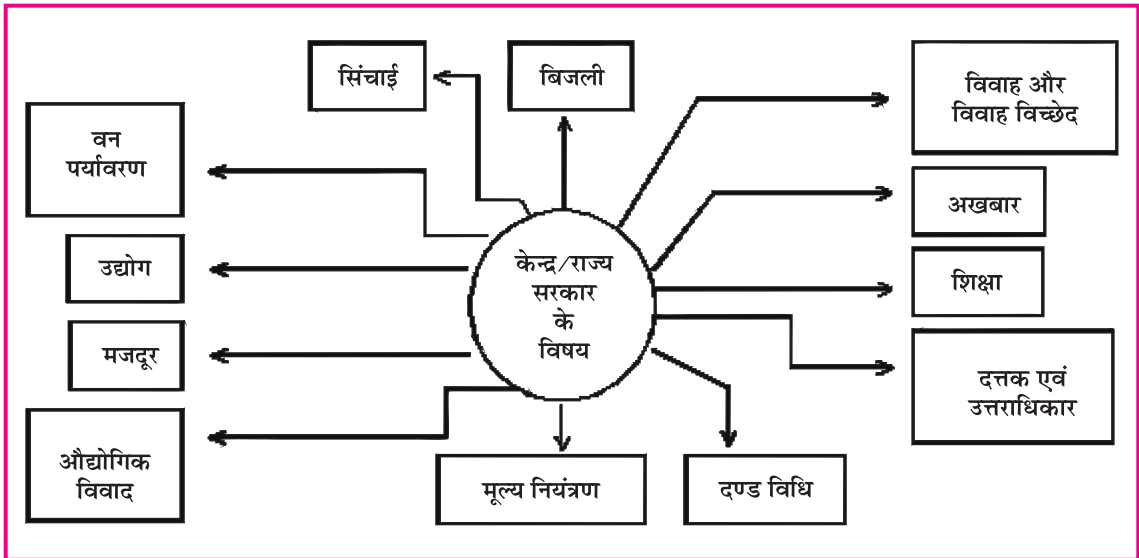 सिंचाई
बिजली
विवाह और
विवाह विच्छेद
वन
पर्यावरण
अखबार
उद्योग
केन्द्र/राज्य
सरकार
के
विषय
शिक्षा
मजदूर
दत्तक एवं
उत्तराधिकार
औद्योगिक
विवाद
मूल्य नियंत्रण
दण्ड विधि